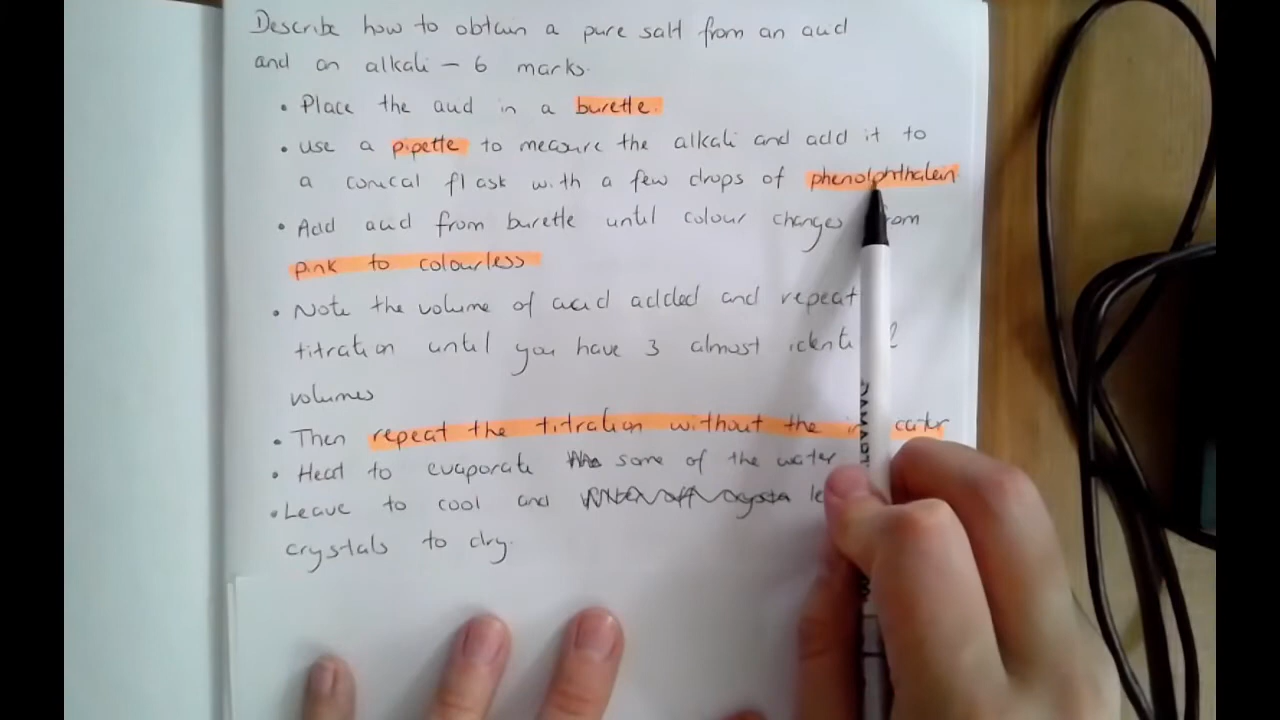 Describe how to obtain a pure salt from an acid
and an alkali - 6 marks.
• Place the acid in a burette.
• Use a pipette to measure the alkali and add it to
a conical flask with a few drops of phenolphthalein
• Add acid from burette until colour changes from
pink to colourless
• Note the volume of acid added and repeat
titration until you have 3 almost identical
volumes
• Then repeat the titration without the indicator
• Heat to evaporate some of the water
• Leave to cool and
crystals to dry.